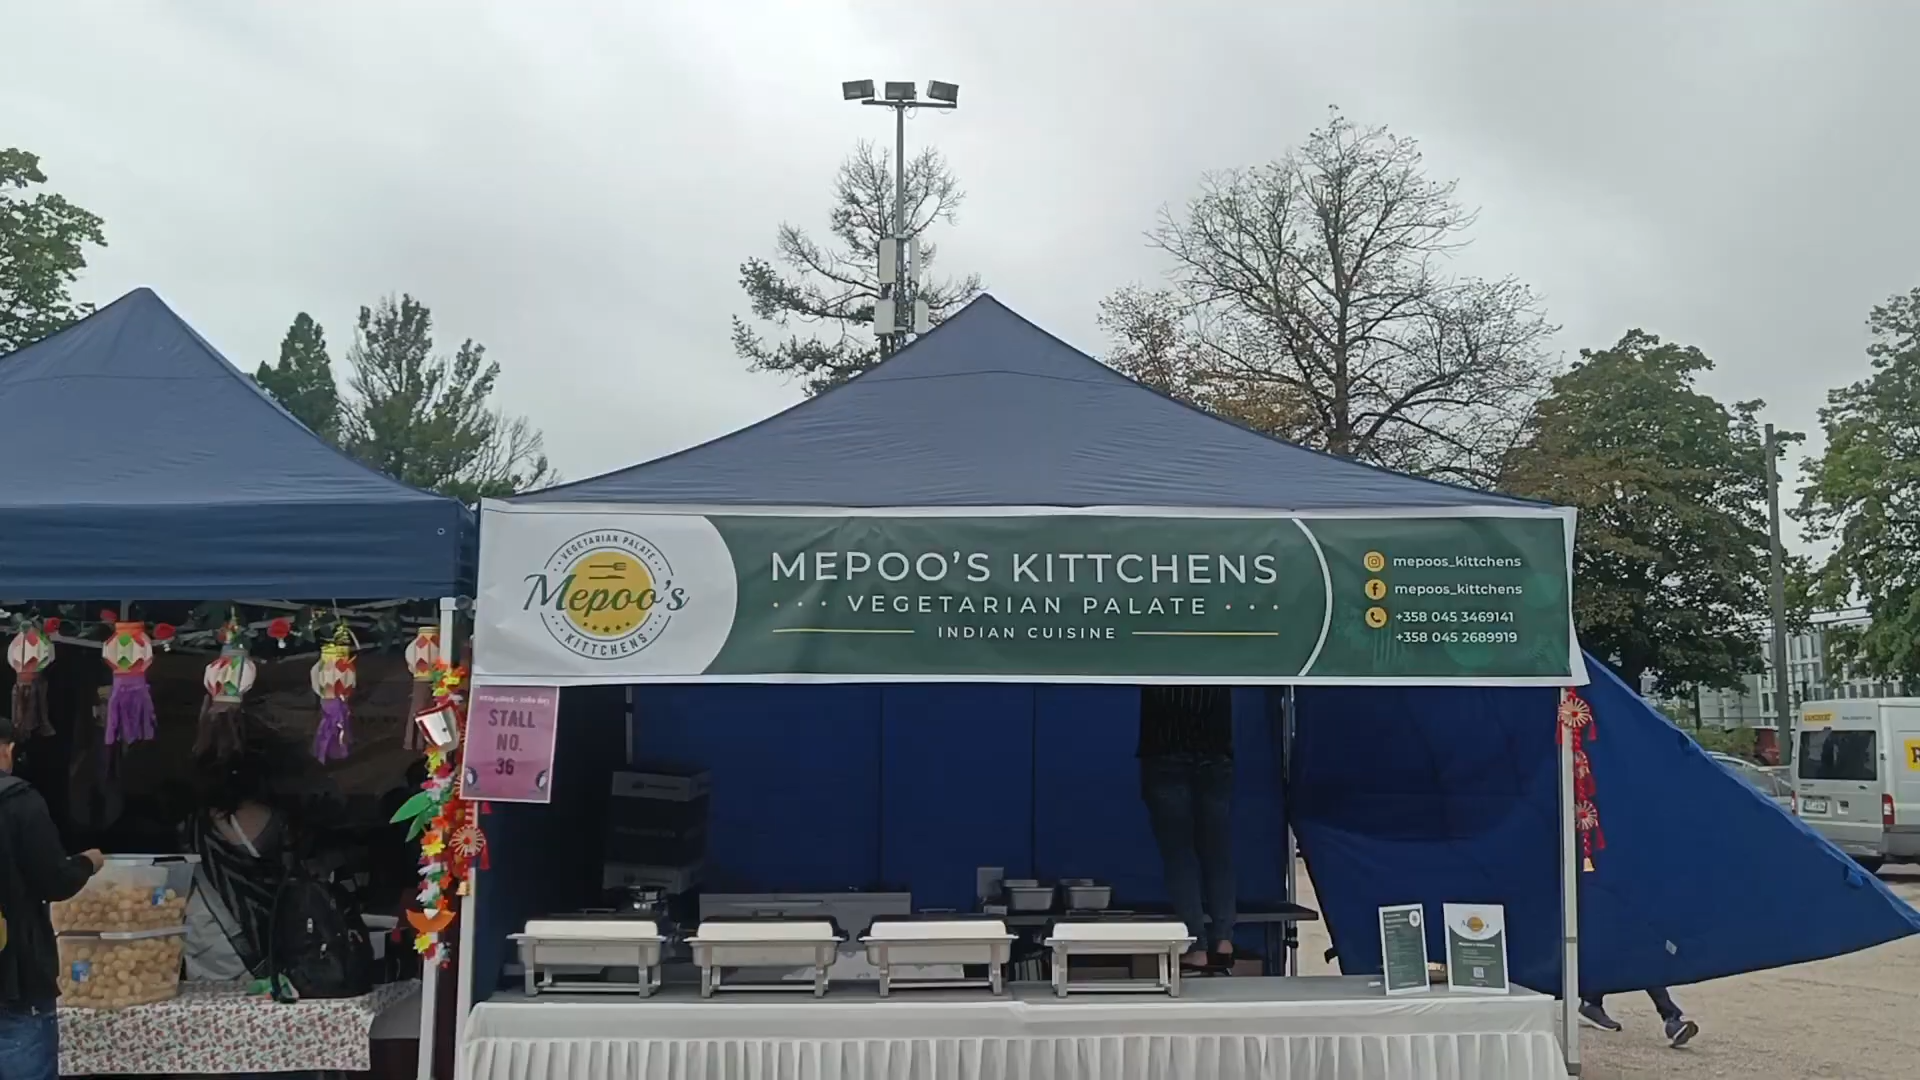 VEGETARIAN PALATE
Mepoo's
KITTCHENS
MEPOO'S KITTCHENS
VEGETARIAN PALATE
INDIAN CUISINE
mepoos_kittchens
mepoos_kittchens
+358 045 3469141
+358 045 2689919
STALL
NO.
36